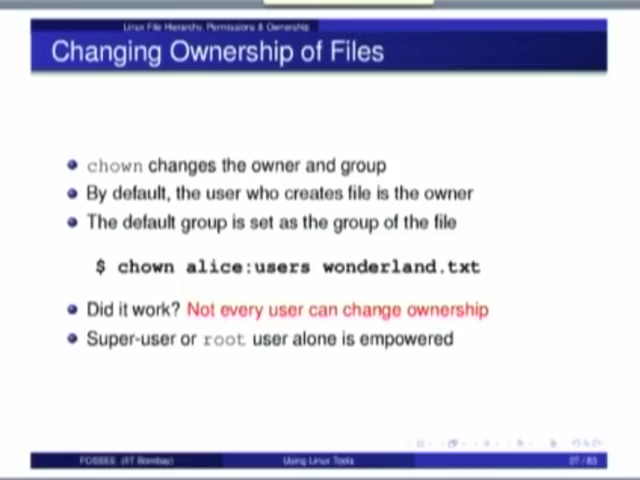 Linux File Hierarchy, Permissions & Ownership
Changing Ownership of Files
chown changes the owner and group
By default, the user who creates file is the owner
The default group is set as the group of the file
$ chown alice:users wonderland.txt
Did it work? Not every user can change ownership
Super-user or root user alone is empowered
FOSSEE (IIT Bombay) Using Linux Tools 27 / 83